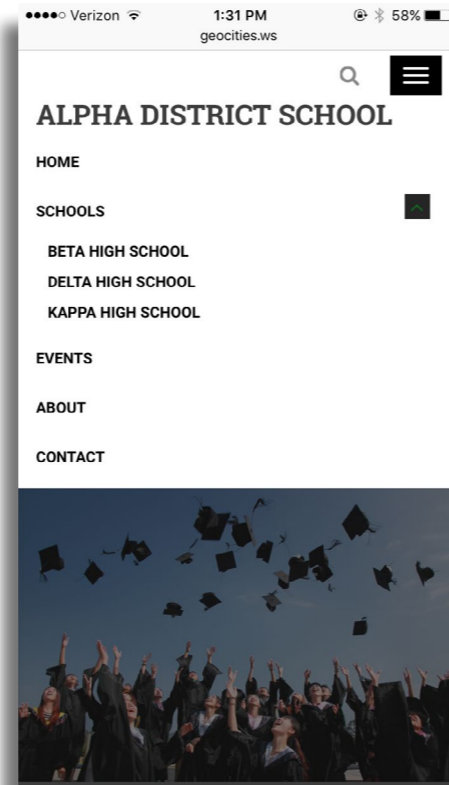 Verizon 1:31 PM 58%
geocities.ws
ALPHA DISTRICT SCHOOL
HOME
SCHOOLS
BETA HIGH SCHOOL
DELTA HIGH SCHOOL
KAPPA HIGH SCHOOL
EVENTS
ABOUT
CONTACT